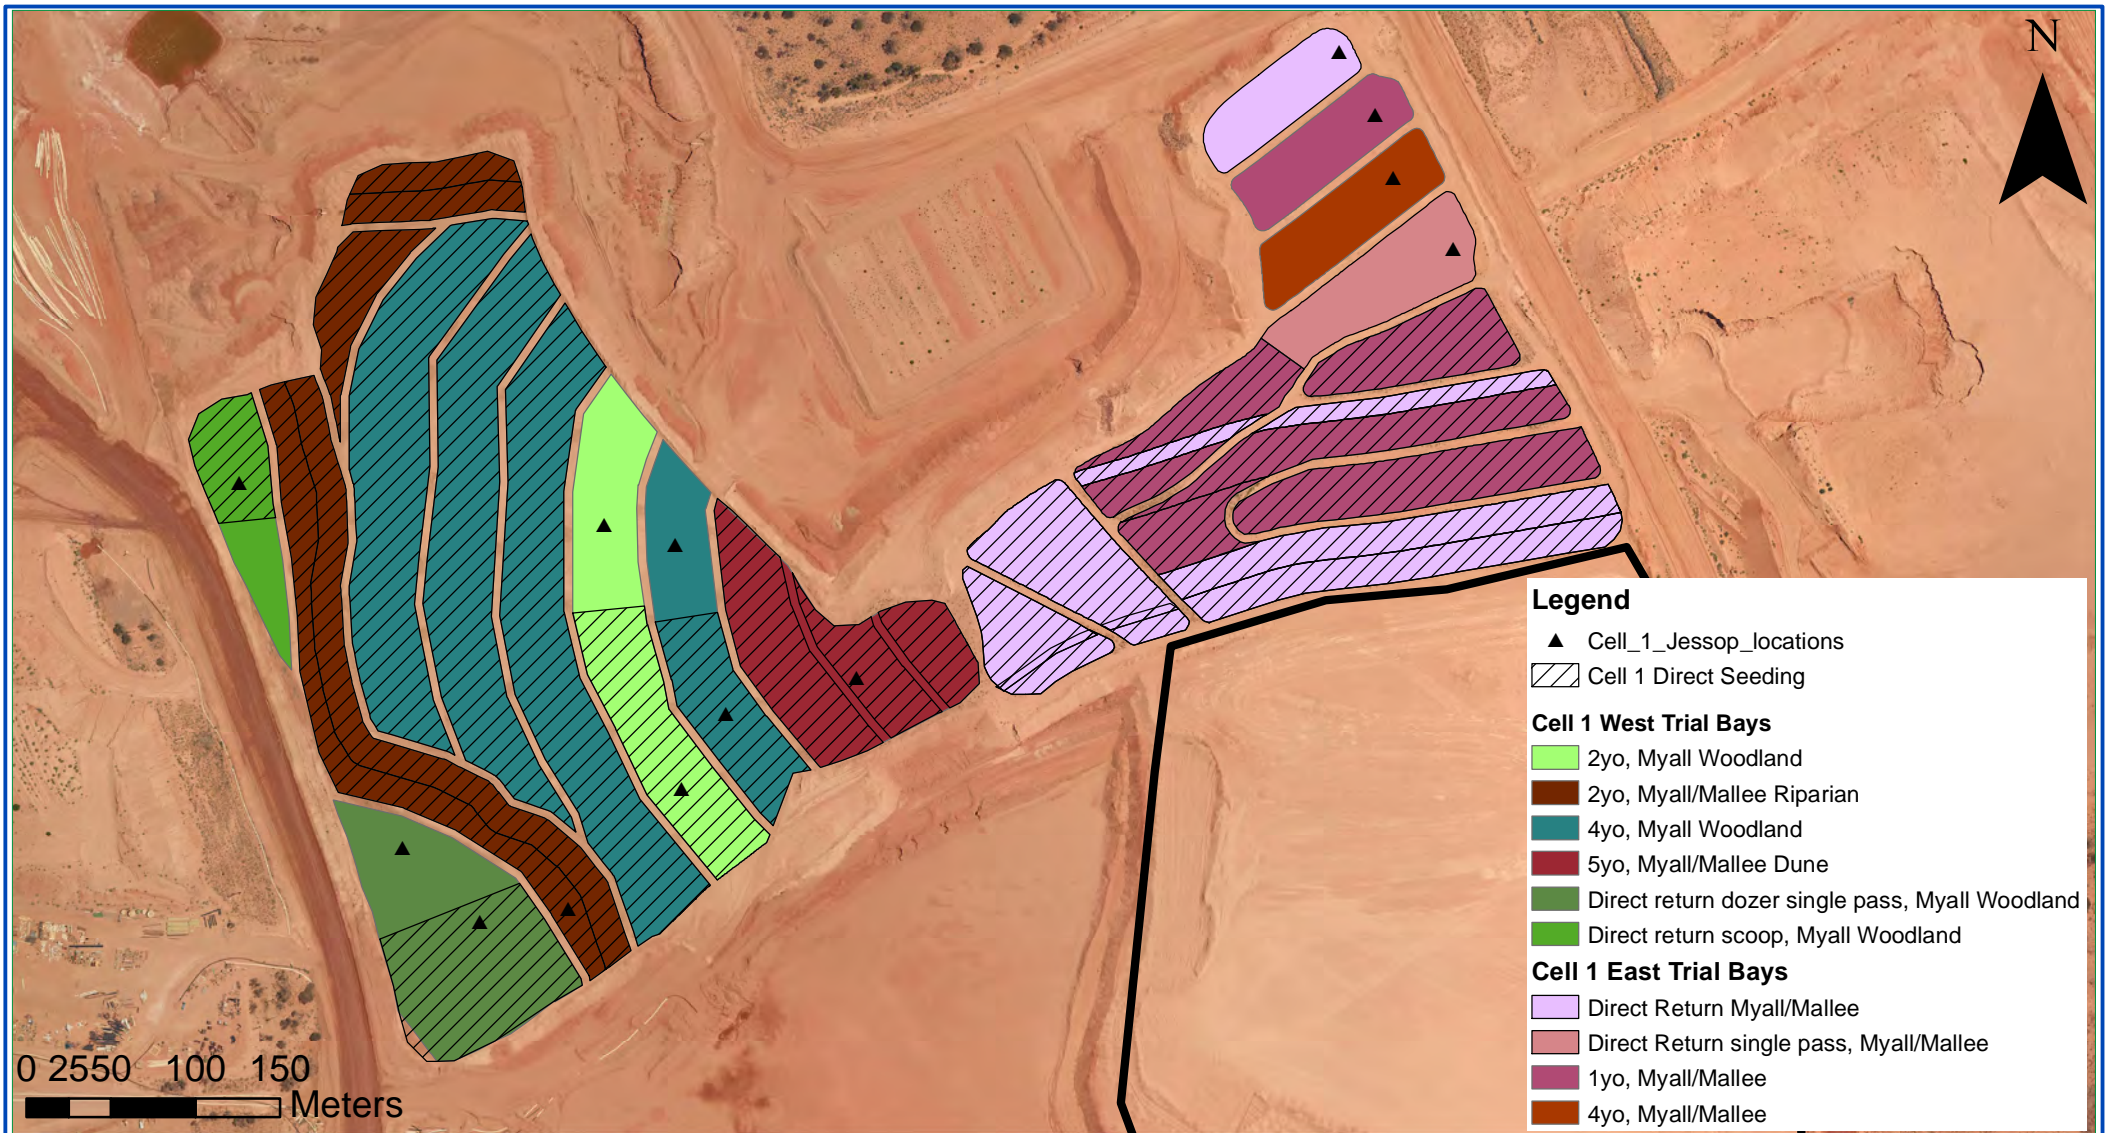 N
Legend
Cell_1_Jessop_locations
Cell 1 Direct Seeding
Cell 1 West Trial Bays
2yo, Myall Woodland
2yo, Myall/Mallee Riparian
4yo, Myall Woodland
5yo, Myall/Mallee Dune
Direct return dozer single pass, Myall Woodland
Direct return scoop, Myall Woodland
Cell 1 East Trial Bays
Direct Return Myall/Mallee
Direct Return single pass, Myall/Mallee
1yo, Myall/Mallee
4yo, Myall/Mallee
0 2550 100 150
Meters